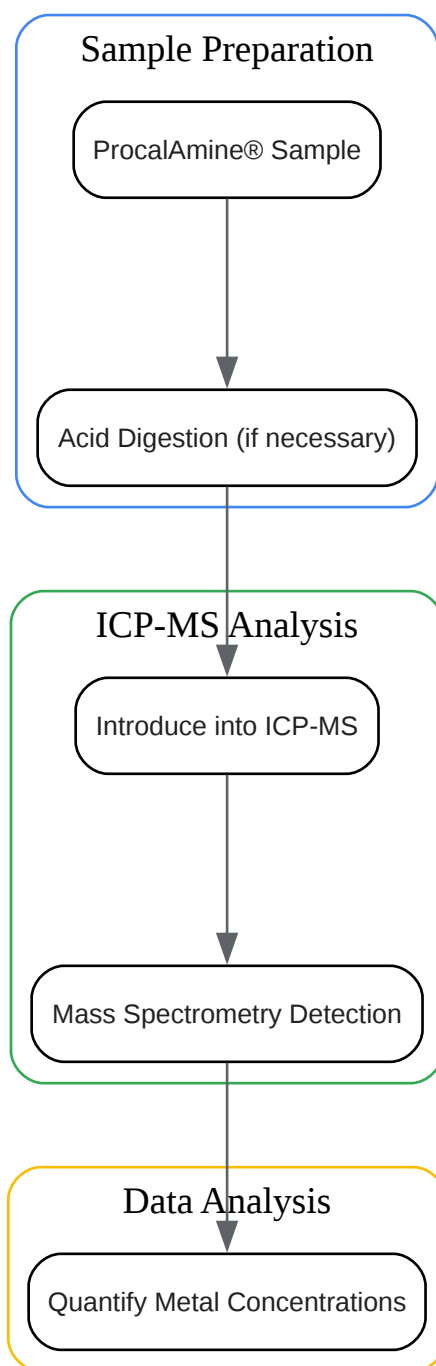 Sample Preparation
ProcalAmine® Sample
Acid Digestion (if necessary)
ICP-MS Analysis
Introduce into ICP-MS
Mass Spectrometry Detection
Data Analysis
Quantify Metal Concentrations